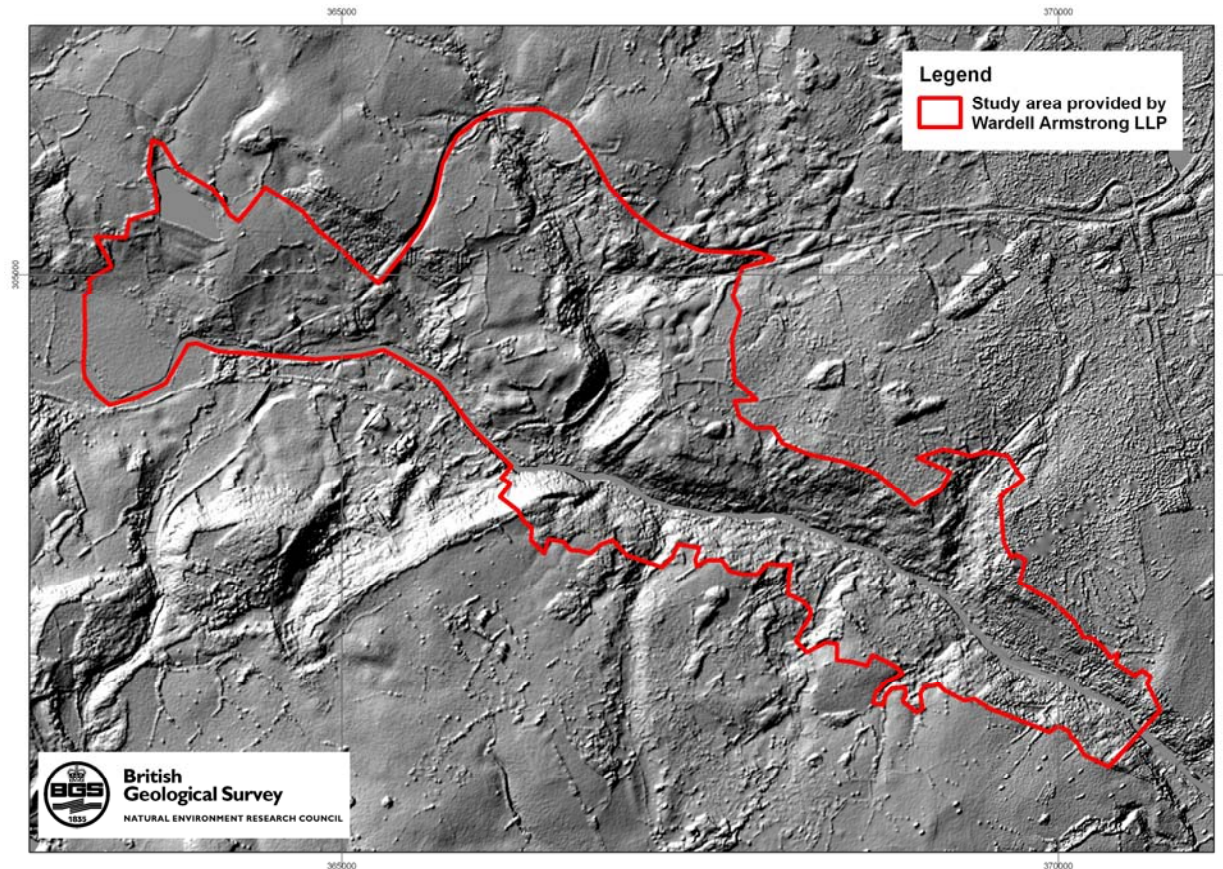 365000
370000
Legend
Study area provided by
Wardell Armstrong LLP
305000
BGS
1835
British
Geological Survey
NATURAL ENVIRONMENT RESEARCH COUNCIL
365000
370000